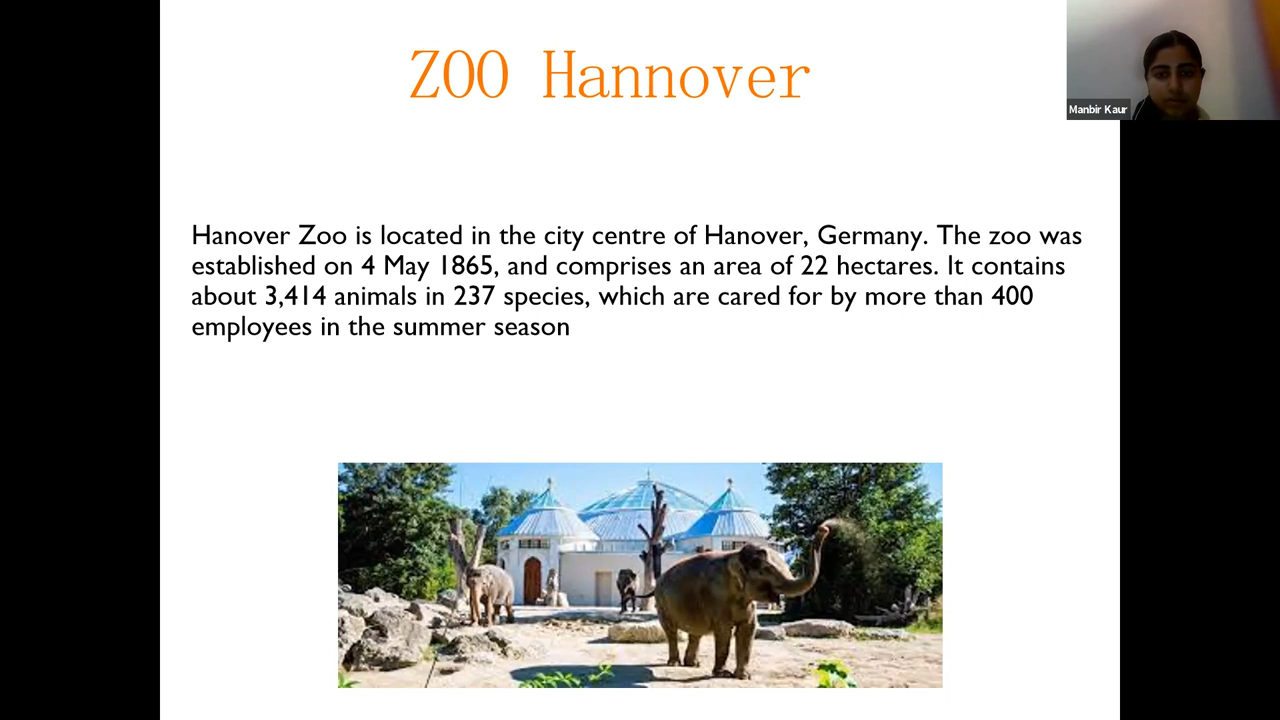 ZOO Hannover
Manbir Kaur
Hanover Zoo is located in the city centre of Hanover, Germany. The zoo was
established on 4 May 1865, and comprises an area of 22 hectares. It contains
about 3,414 animals in 237 species, which are cared for by more than 400
employees in the summer season